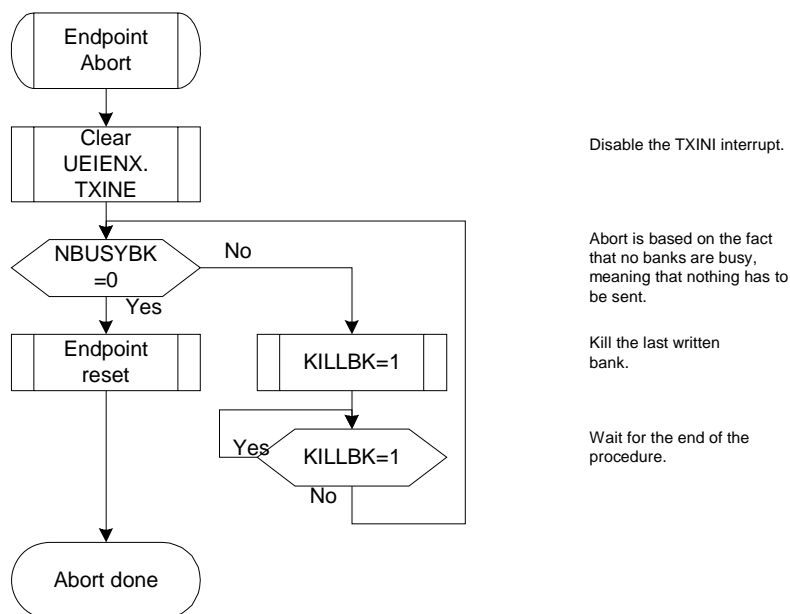 Endpoint
Abort
Clear
UEIENX.
TXINE
Disable the TXINI interrupt.
NBUSYBK
=0
No
Yes
Abort is based on the fact
that no banks are busy,
meaning that nothing has to
be sent.
Endpoint
reset
KILLBK=1
Kill the last written
bank.
Yes
KILLBK=1
No
Wait for the end of the
procedure.
Abort done